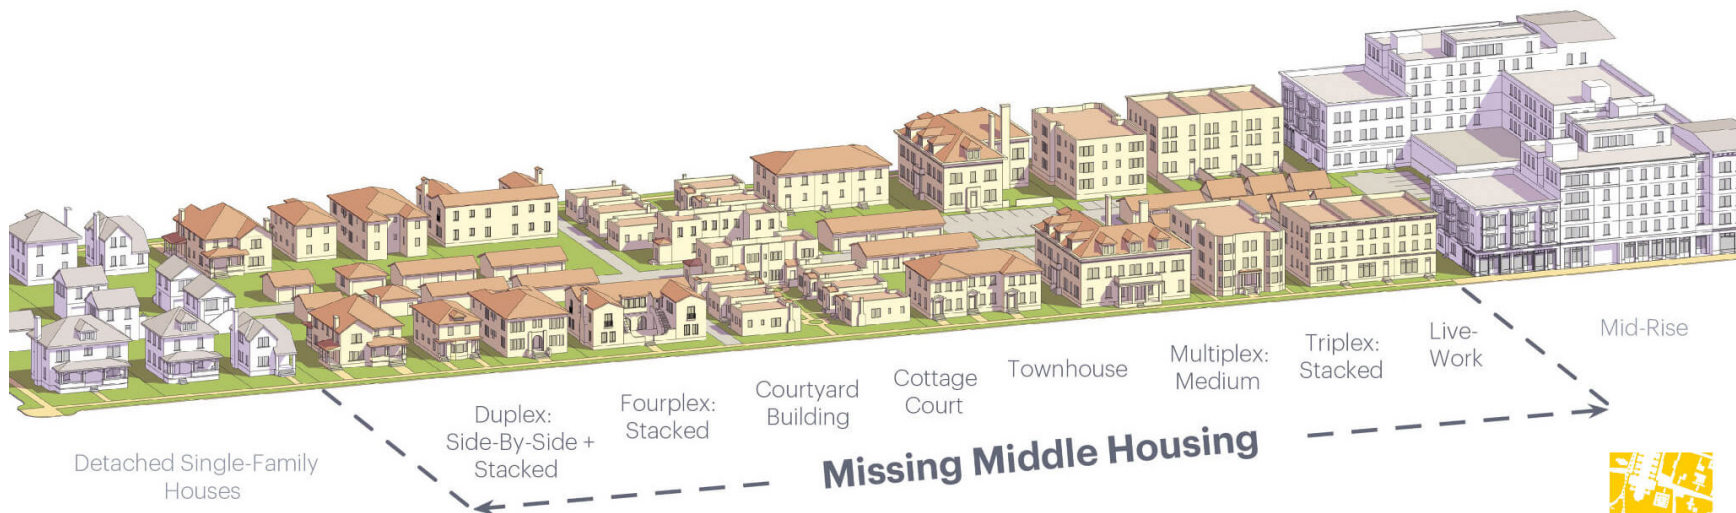 Detached Single-Family
Houses
Duplex:
Side-By-Side +
Stacked
Fourplex:
Stacked
Courtyard
Building
Cottage
Court
Townhouse
Multiplex:
Medium
Triplex:
Stacked
Live-
Work
Mid-Rise
Missing Middle Housing